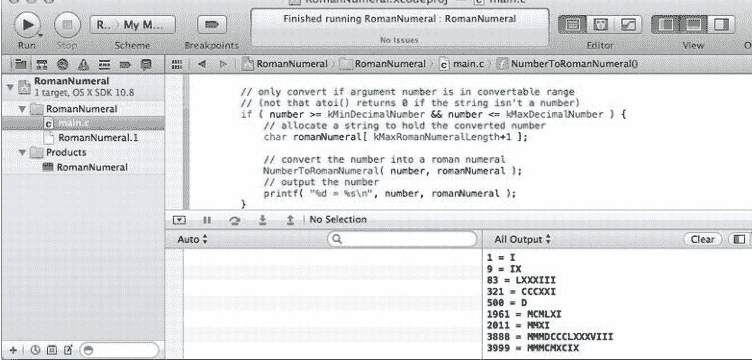 RomanNumeral.xcodeproj — main.c
Run
Stop
R.. My M...
Scheme
Breakpoints
Finished running RomanNumeral : RomanNumeral
No Issues
Editor
View
RomanNumeral
1 target, OS X SDK 10.8
RomanNumeral
main.c
RomanNumeral.1
Products
RomanNumeral
RomanNumeral RomanNumeral main.c NumberToRomanNumeral()
// only convert if argument number is in convertable range
// (not that atoi() returns 0 if the string isn't a number)
if ( number >= kMinDecimalNumber && number <= kMaxDecimalNumber ) {
// allocate a string to hold the converted number
char romanNumeral[ kMaxRomanNumeralLength+1 ];
// convert the number into a roman numeral
NumberToRomanNumeral( number, romanNumeral );
// output the number
printf( "%d = %s\n", number, romanNumeral );
}
No Selection
Auto
All Output
Clear
1 = I
9 = IX
83 = LXXXIII
321 = CCCXXI
500 = D
1961 = MCMLXI
2011 = MMXI
3888 = MMMDCCCLXXXVIII
3999 = MMMCMXCIX